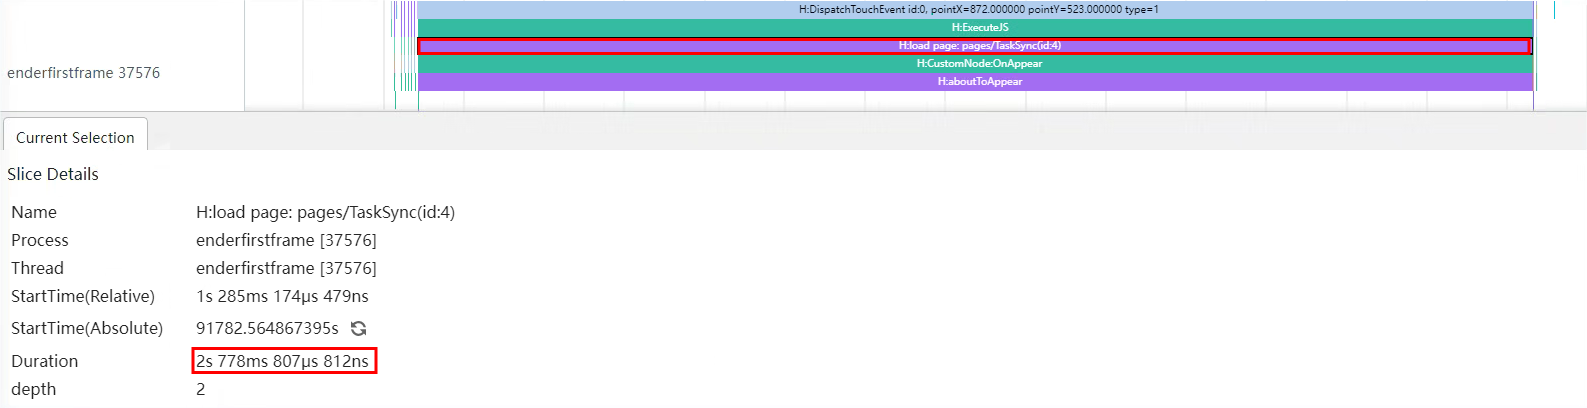 H:DispatchTouchEvent id:0, pointX=872.000000 pointY=523.000000 type=1
H:ExecuteJS
H:load page: pages/TaskSync(id:4)
enderfirstframe 37576
H:CustomNode:OnAppear
H:aboutToAppear
Current Selection
Slice Details
Name H:load page: pages/TaskSync(id:4)
Process enderfirstframe [37576]
Thread enderfirstframe [37576]
StartTime(Relative) 1s 285ms 174μs 479ns
StartTime(Absolute) 91782.564867395s
Duration 2s 778ms 807μs 812ns
depth 2